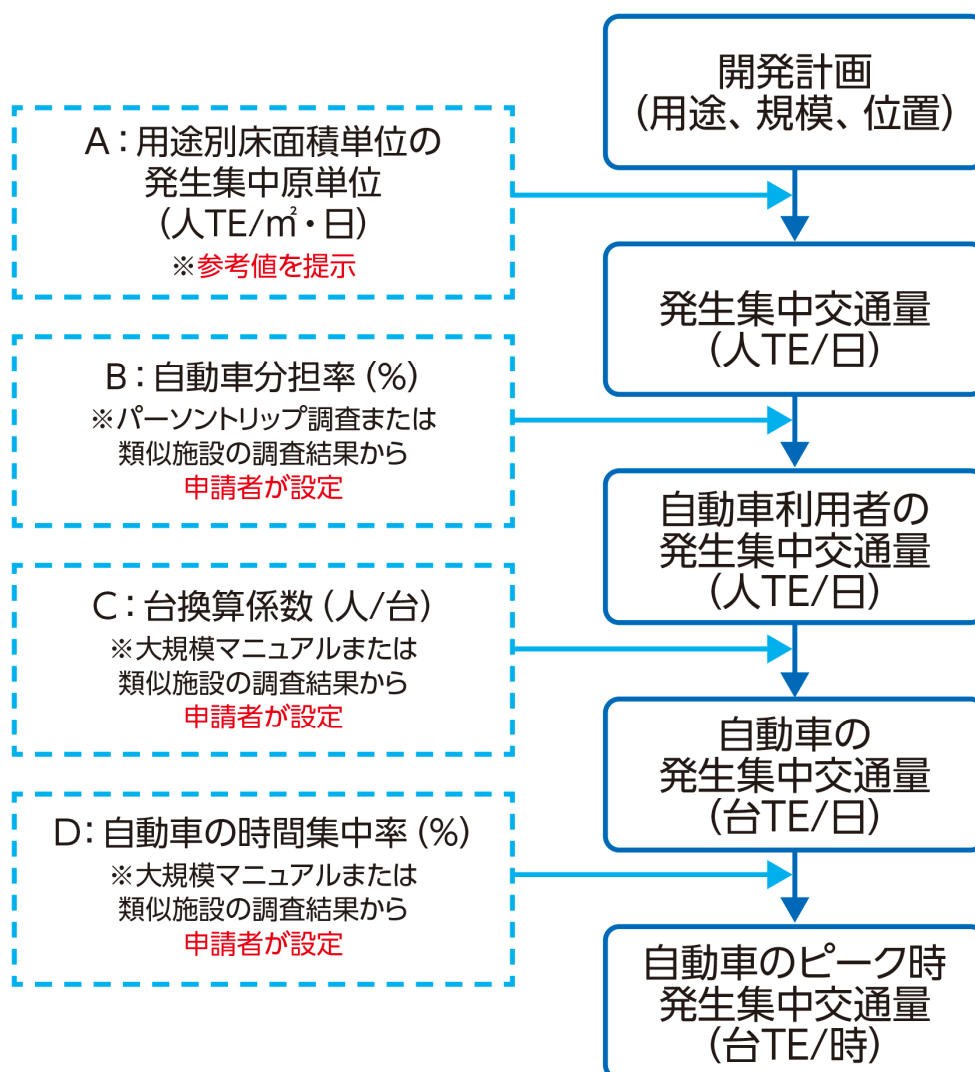 開発計画
(用途、規模、位置)
A:用途別床面積単位の
発生集中原単位
(人TE/㎡・日)
※参考値を提示
発生集中交通量
(人TE/日)
B:自動車分担率(%)
※パーソントリップ調査または
類似施設の調査結果から
申請者が設定
自動車利用者の
発生集中交通量
(人TE/日)
C:台換算係数(人/台)
※大規模マニュアルまたは
類似施設の調査結果から
申請者が設定
自動車の
発生集中交通量
(台TE/日)
D:自動車の時間集中率(%)
※大規模マニュアルまたは
類似施設の調査結果から
申請者が設定
自動車のピーク時
発生集中交通量
(台TE/時)